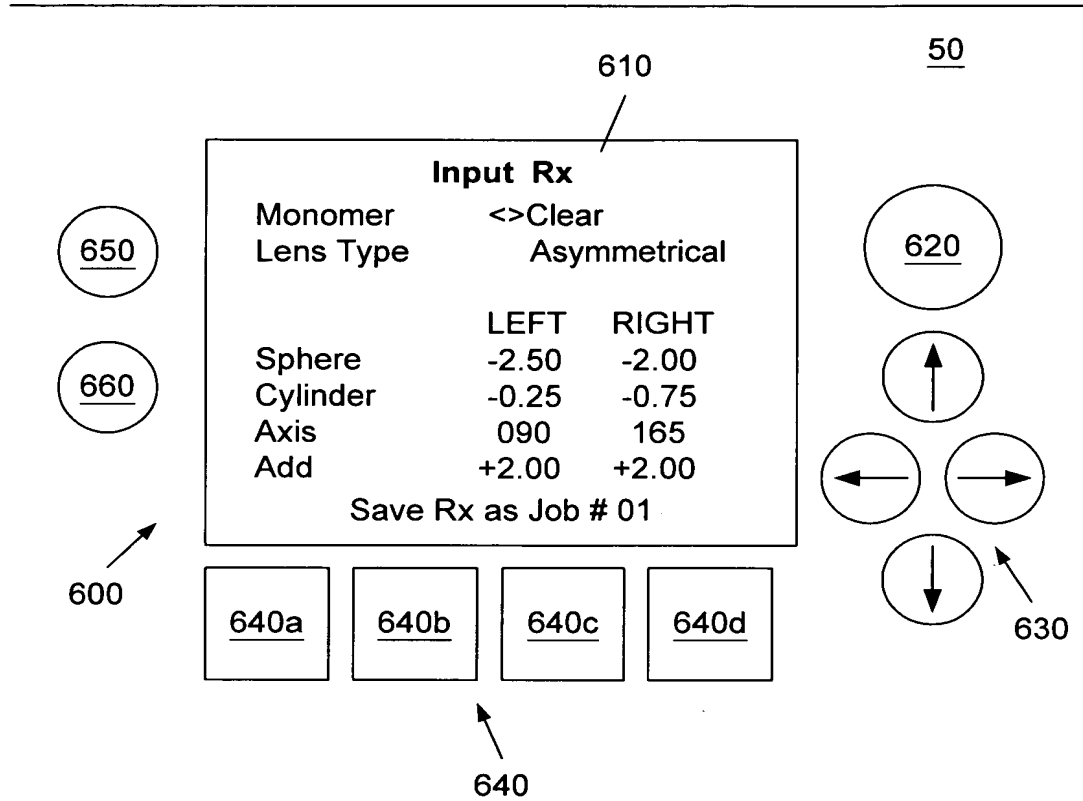 50
610
Input Rx
Monomer <>Clear
Lens Type Asymmetrical
LEFT RIGHT
Sphere -2.50 -2.00
Cylinder -0.25 -0.75
Axis 090 165
Add +2.00 +2.00
Save Rx as Job # 01
650
660
620
600
630
640a 640b 640c 640d
640